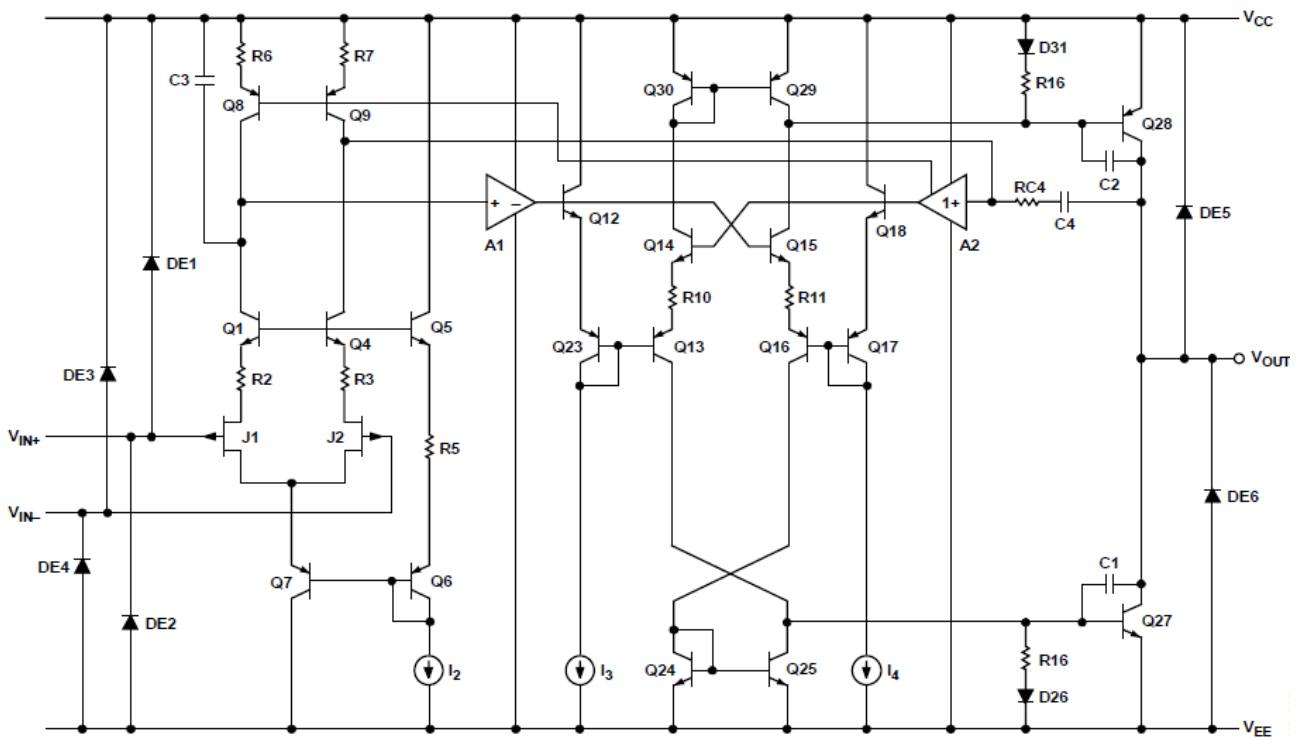 VCC
R6
R7
D31
C3
R16
Q30
Q29
Q8
Q9
Q28
C2
RC4
+
−
1+
Q12
Q18
C4
DE5
A1
A2
Q14
Q15
DE1
R10
R11
Q1
Q4
Q5
Q23
Q13
Q16
Q17
VOUT
DE3
R2
R3
VIN+
J1
J2
R5
DE6
VIN−
DE4
Q7
Q6
C1
Q27
DE2
R16
I2
I3
Q24
Q25
I4
D26
VEE